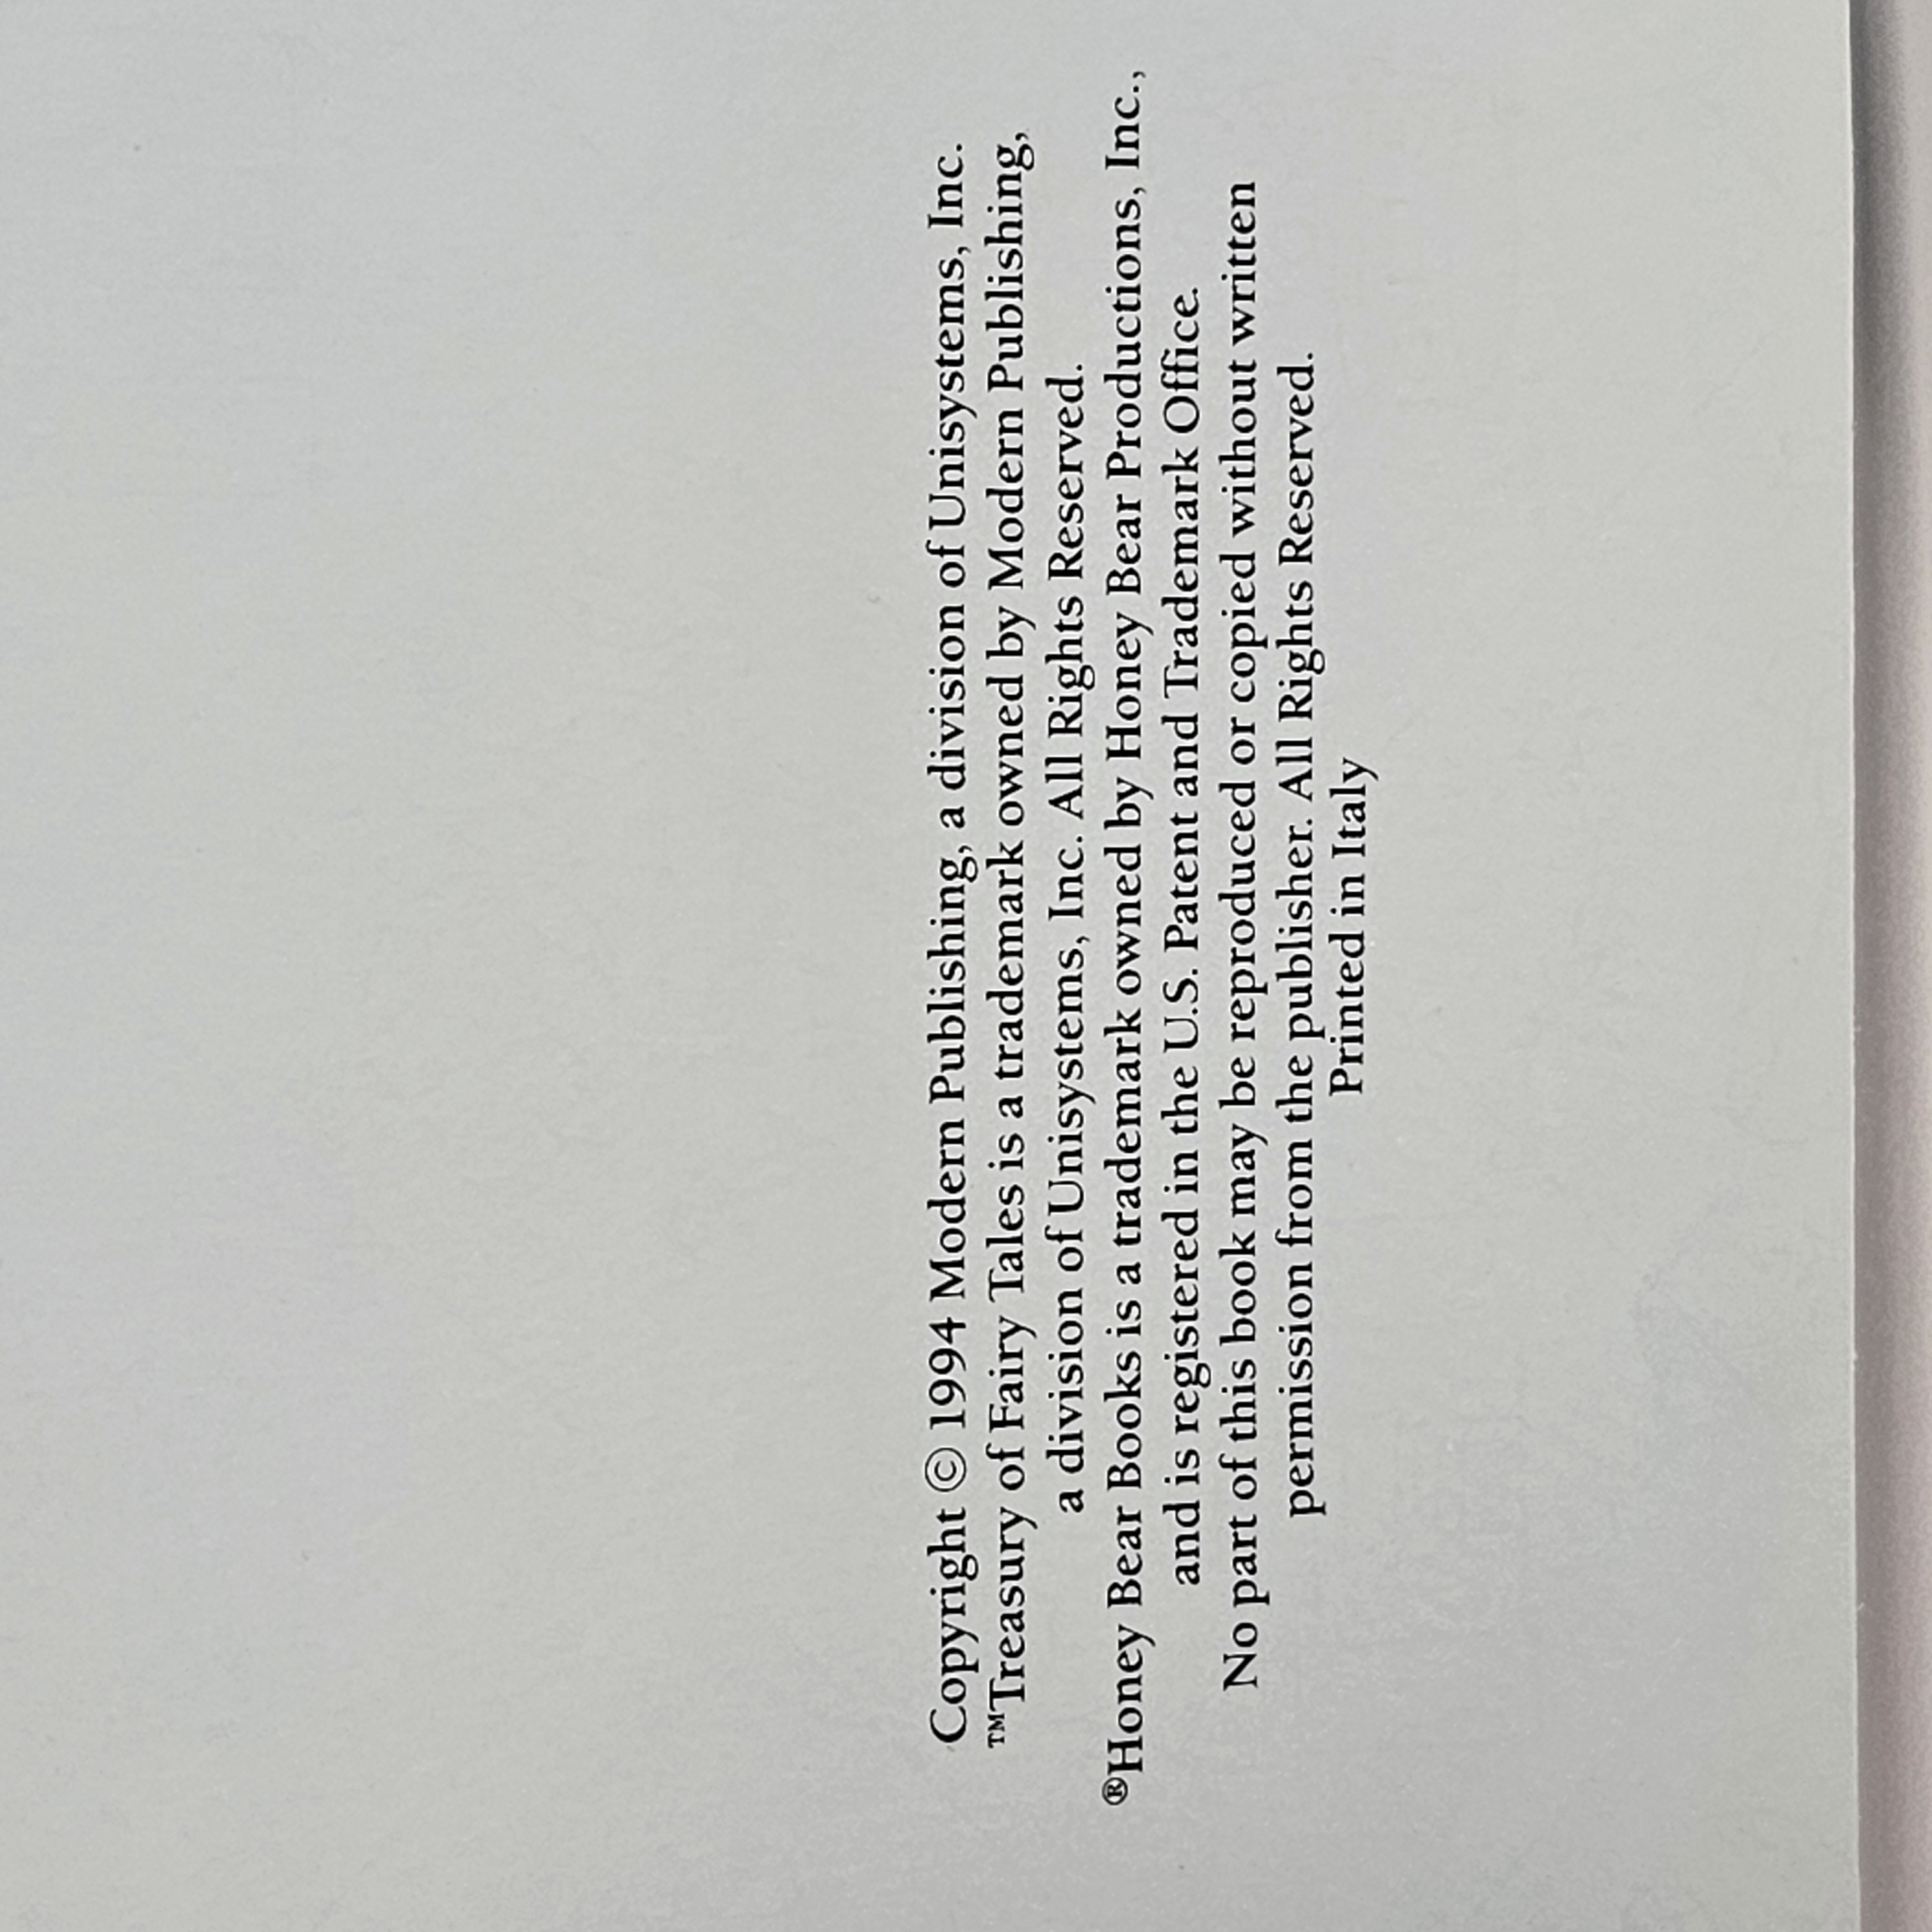 Copyright © 1994 Modern Publishing, a division of Unisystems, Inc.
™Treasury of Fairy Tales is a trademark owned by Modern Publishing,
a division of Unisystems, Inc. All Rights Reserved.
®Honey Bear Books is a trademark owned by Honey Bear Productions, Inc.,
and is registered in the U.S. Patent and Trademark Office.
No part of this book may be reproduced or copied without written
permission from the publisher. All Rights Reserved.
Printed in Italy